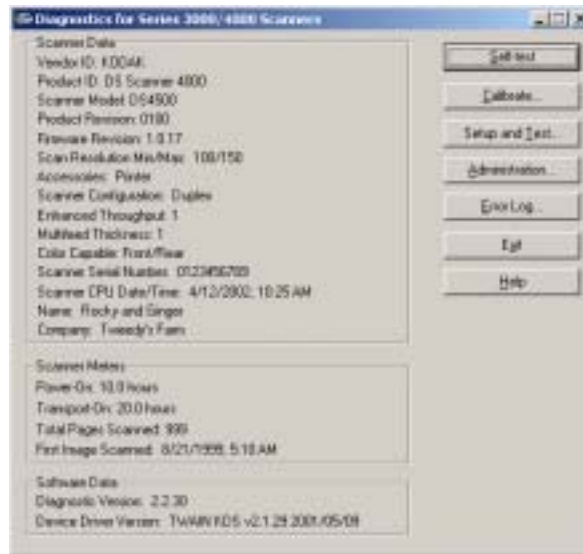 Diagnostics for Series 3000/4000 Scanners
Scanner Data
Vendor ID: KODAK
Product ID: DS Scanner 4800
Scanner Model: DS4500
Product Revision: 0100
Firmware Revision: 1.0.17
Scan Resolution Min/Max: 100/150
Accessories: Printer
Scanner Configuration: Duplex
Enhanced Throughput: 1
Multifeed Thickness: 1
Color Capable: Front/Rear
Scanner Serial Number: 0123456789
Scanner CPU Date/Time: 4/12/2002, 10:25 AM
Name: Rocky and Ginger
Company: Tweedy's Farm
Scanner Meters
Power-On: 10.0 hours
Transport-On: 20.0 hours
Total Pages Scanned: 999
First Image Scanned: 8/21/1999, 5:10 AM
Software Data
Diagnostic Version: 2.2.30
Device Driver Version: TWAIN KDS v2.1.29 2001/05/09
Self-test
Calibrate...
Setup and Test...
Administration...
Error Log...
Exit
Help